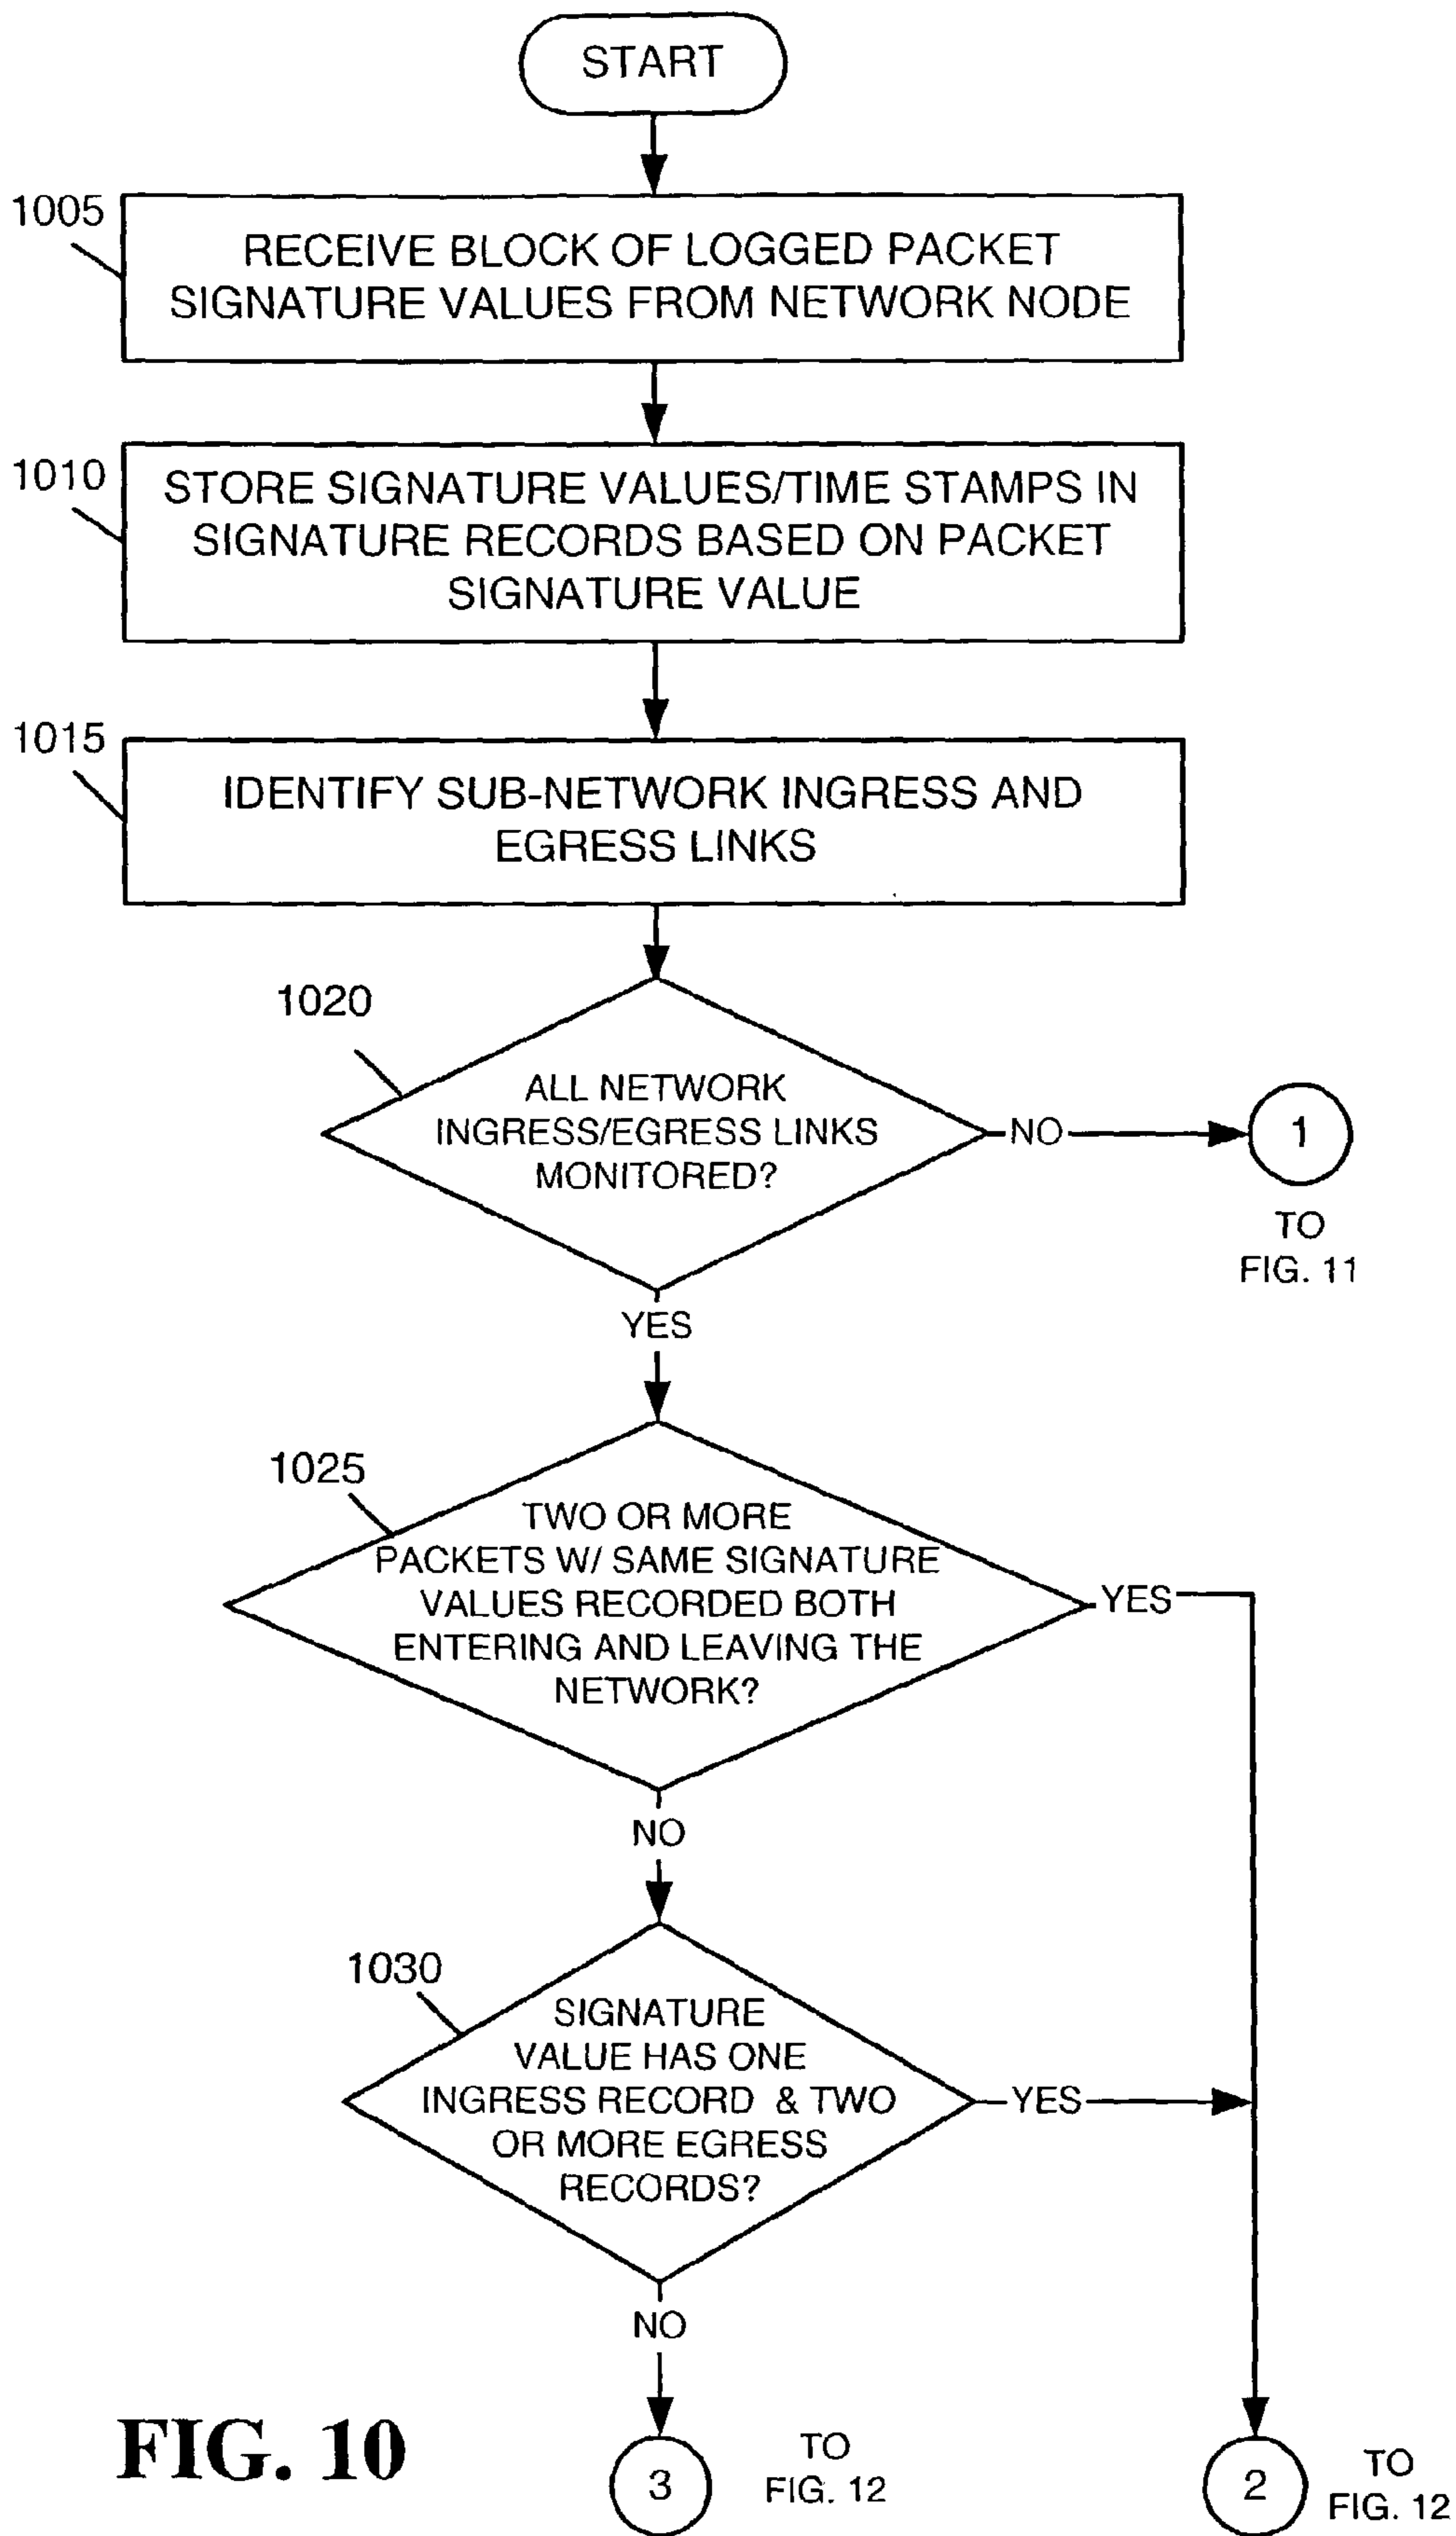 START
1005
RECEIVE BLOCK OF LOGGED PACKET
SIGNATURE VALUES FROM NETWORK NODE
1010
STORE SIGNATURE VALUES/TIME STAMPS IN
SIGNATURE RECORDS BASED ON PACKET
SIGNATURE VALUE
1015
IDENTIFY SUB-NETWORK INGRESS AND
EGRESS LINKS
1020
ALL NETWORK
INGRESS/EGRESS LINKS
MONITORED?
NO
1
TO
FIG. 11
YES
1025
TWO OR MORE
PACKETS W/ SAME SIGNATURE
VALUES RECORDED BOTH
ENTERING AND LEAVING THE
NETWORK?
YES
NO
1030
SIGNATURE
VALUE HAS ONE
INGRESS RECORD & TWO
OR MORE EGRESS
RECORDS?
YES
NO
3
TO
FIG. 12
2
TO
FIG. 12
FIG. 10